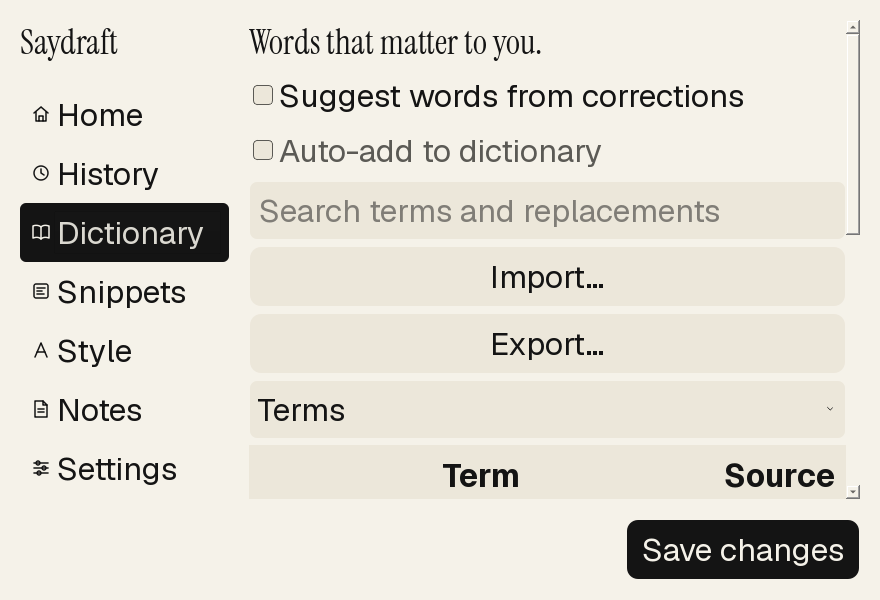 Saydraft
Home
History
Dictionary
Snippets
Style
Notes
Settings
Words that matter to you.
Suggest words from corrections
Auto-add to dictionary
Search terms and replacements
Import...
Export...
Terms
Term Source
Save changes